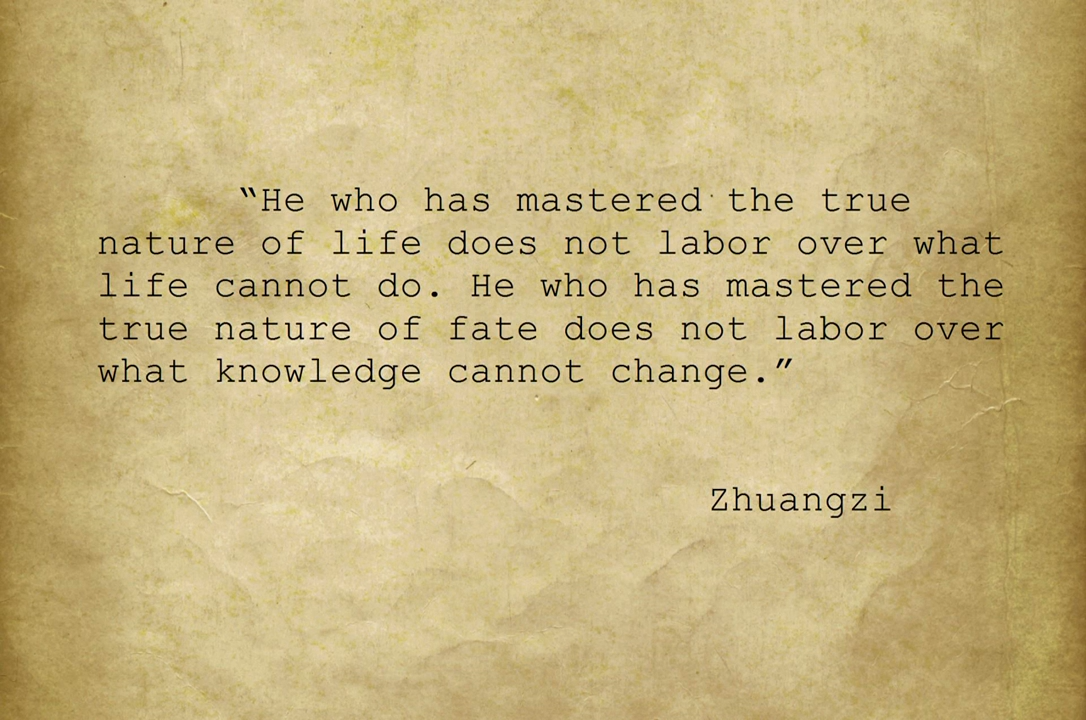 “He who has mastered the true
nature of life does not labor over what
life cannot do. He who has mastered the
true nature of fate does not labor over
what knowledge cannot change.”
Zhuangzi